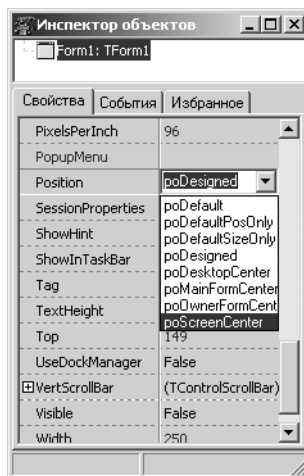 Инспектор объектов
Form1: TForm1
Свойства События Избранное
PixelsPerInch 96
PopupMenu
Position poDesigned
SessionProperties poDefault
poDefaultPosOnly
ShowHint poDefaultSizeOnly
ShowInTaskBar poDesigned
poDesktopCenter
Tag poMainFormCenter
TextHeight poOwnerFormCent
poScreenCenter
Top 149
UseDockManager False
VertScrollBar (TControlScrollBar)
Visible False
Width 250